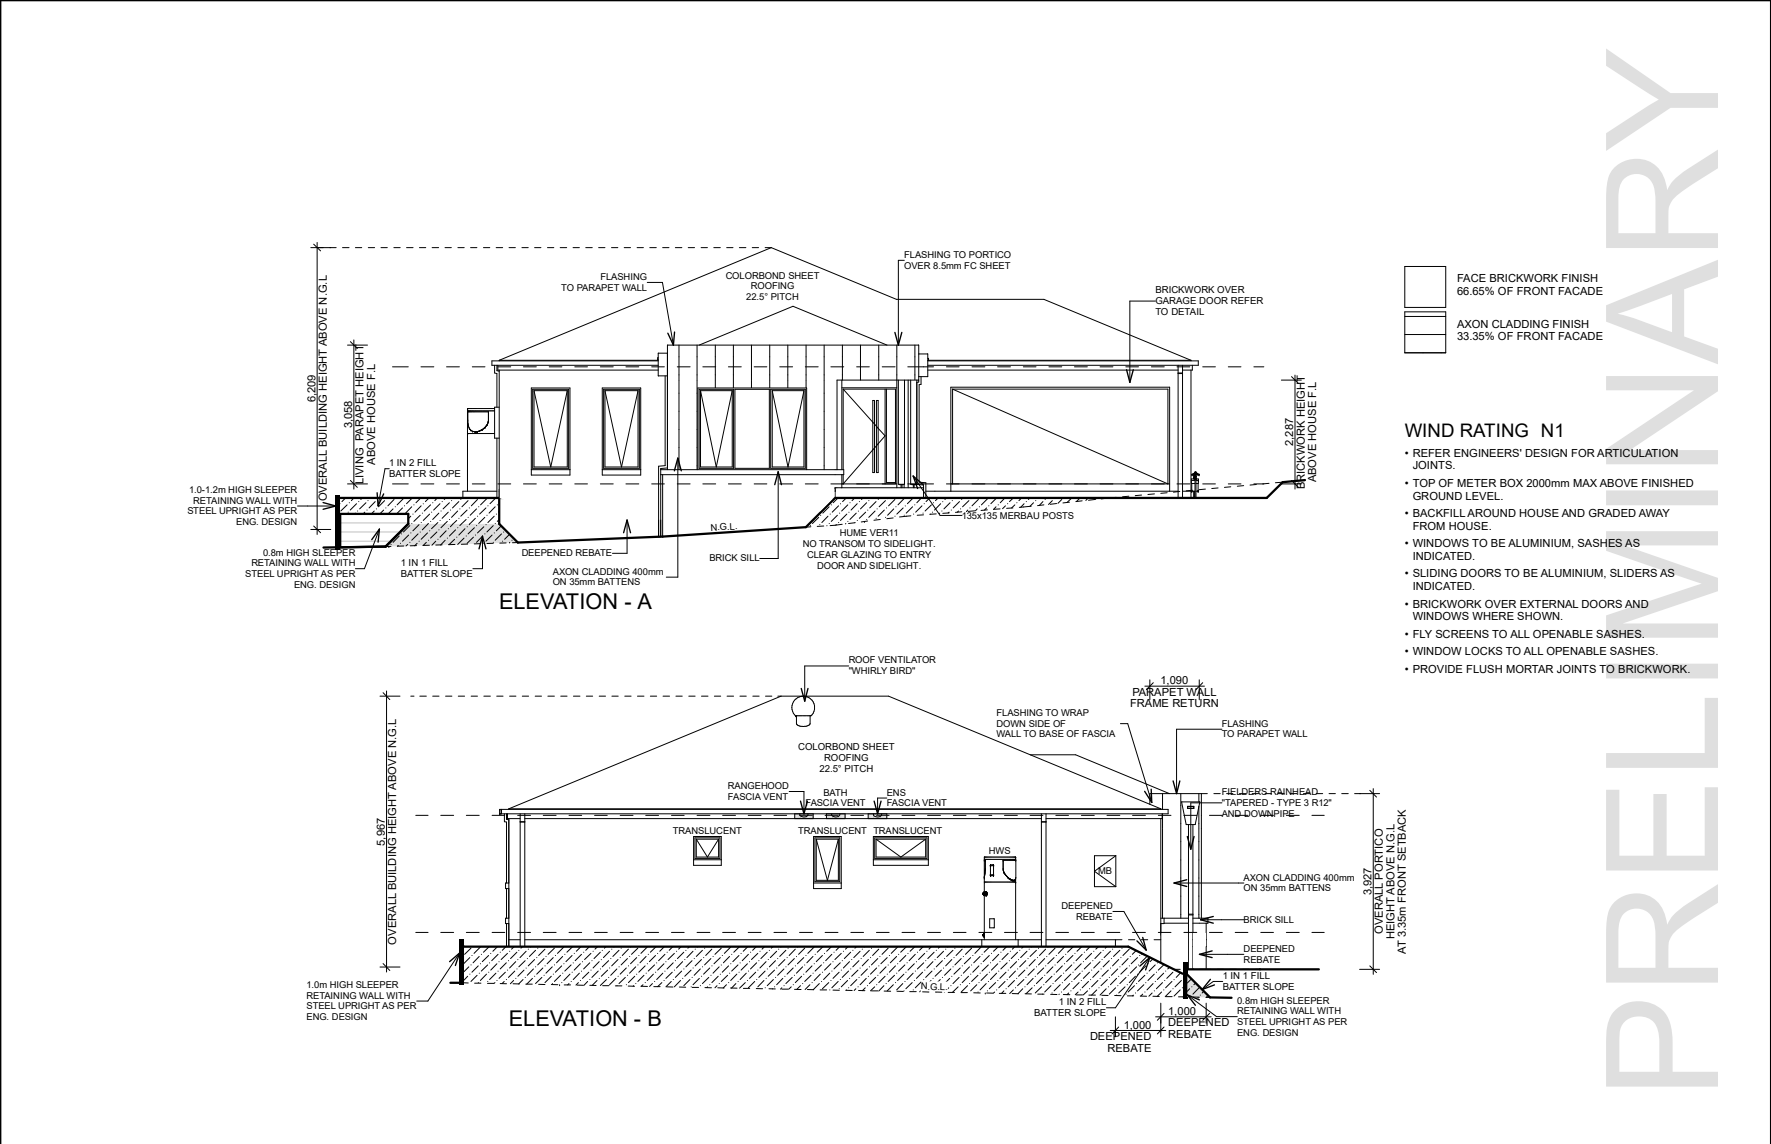 FLASHING TO PORTICO
OVER 8.5mm FC SHEET
FLASHING
TO PARAPET WALL
COLORBOND SHEET
ROOFING
22.5° PITCH
BRICKWORK OVER
GARAGE DOOR REFER
TO DETAIL
6,209
OVERALL BUILDING HEIGHT ABOVE N.G.L
3,058
LIVING PARAPET HEIGHT
ABOVE HOUSE F.L
2,287
BRICKWORK HEIGHT
ABOVE HOUSE F.L
1 IN 2 FILL
BATTER SLOPE
1.0-1.2m HIGH SLEEPER
RETAINING WALL WITH
STEEL UPRIGHT AS PER
ENG. DESIGN
0.8m HIGH SLEEPER
RETAINING WALL WITH
STEEL UPRIGHT AS PER
ENG. DESIGN
1 IN 1 FILL
BATTER SLOPE
DEEPENED REBATE
AXON CLADDING 400mm
ON 35mm BATTENS
N.G.L.
BRICK SILL
135x135 MERBAU POSTS
HUME VER11
NO TRANSOM TO SIDELIGHT.
CLEAR GLAZING TO ENTRY
DOOR AND SIDELIGHT.
ELEVATION - A
ROOF VENTILATOR
"WHIRLY BIRD"
1,090
PARAPET WALL
FRAME RETURN
FLASHING TO WRAP
DOWN SIDE OF
WALL TO BASE OF FASCIA
FLASHING
TO PARAPET WALL
COLORBOND SHEET
ROOFING
22.5° PITCH
RANGEHOOD
FASCIA VENT
BATH
FASCIA VENT
ENS
FASCIA VENT
FIELDERS RAINHEAD
"TAPERED - TYPE 3 R12"
AND DOWNPIPE
TRANSLUCENT
TRANSLUCENT
TRANSLUCENT
HWS
MB
5,967
OVERALL BUILDING HEIGHT ABOVE N.G.L
3,927
OVERALL PORTICO
HEIGHT ABOVE N.G.L
AT 3.35m FRONT SETBACK
AXON CLADDING 400mm
ON 35mm BATTENS
DEEPENED
REBATE
BRICK SILL
DEEPENED
REBATE
1 IN 1 FILL
BATTER SLOPE
1.0m HIGH SLEEPER
RETAINING WALL WITH
STEEL UPRIGHT AS PER
ENG. DESIGN
N.G.L.
1 IN 2 FILL
BATTER SLOPE
0.8m HIGH SLEEPER
RETAINING WALL WITH
STEEL UPRIGHT AS PER
ENG. DESIGN
1,000
DEEPENED
REBATE
1,000
DEEPENED
REBATE
ELEVATION - B
FACE BRICKWORK FINISH
66.65% OF FRONT FACADE
AXON CLADDING FINISH
33.35% OF FRONT FACADE
WIND RATING N1
• REFER ENGINEERS' DESIGN FOR ARTICULATION
JOINTS.
• TOP OF METER BOX 2000mm MAX ABOVE FINISHED
GROUND LEVEL.
• BACKFILL AROUND HOUSE AND GRADED AWAY
FROM HOUSE.
• WINDOWS TO BE ALUMINIUM, SASHES AS
INDICATED.
• SLIDING DOORS TO BE ALUMINIUM, SLIDERS AS
INDICATED.
• BRICKWORK OVER EXTERNAL DOORS AND
WINDOWS WHERE SHOWN.
• FLY SCREENS TO ALL OPENABLE SASHES.
• WINDOW LOCKS TO ALL OPENABLE SASHES.
• PROVIDE FLUSH MORTAR JOINTS TO BRICKWORK.
PRELIMINARY